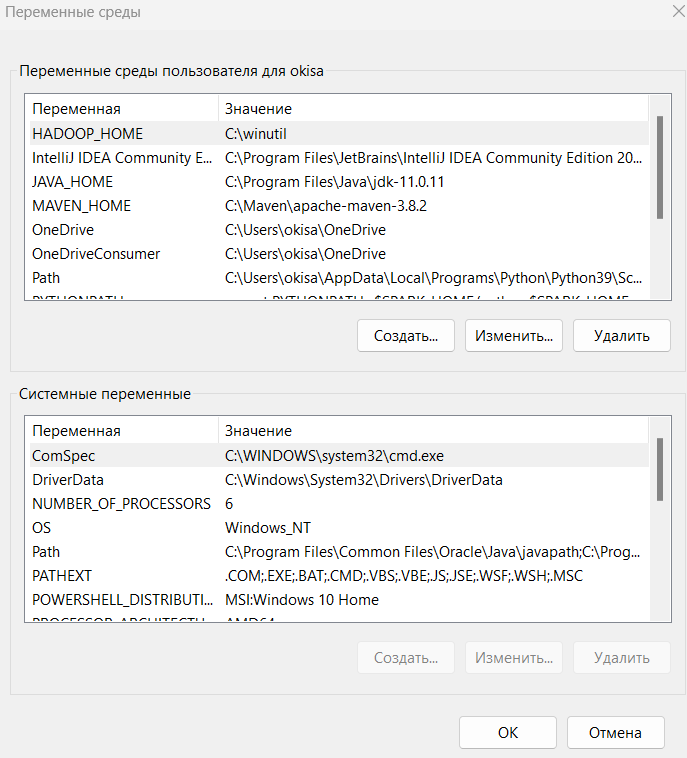 Переменные среды
Переменные среды пользователя для okisa
Переменная Значение
HADOOP_HOME C:\winutil
IntelliJ IDEA Community E... C:\Program Files\JetBrains\IntelliJ IDEA Community Edition 20...
JAVA_HOME C:\Program Files\Java\jdk-11.0.11
MAVEN_HOME C:\Maven\apache-maven-3.8.2
OneDrive C:\Users\okisa\OneDrive
OneDriveConsumer C:\Users\okisa\OneDrive
Path C:\Users\okisa\AppData\Local\Programs\Python\Python39\Sc...
Создать... Изменить... Удалить
Системные переменные
Переменная Значение
ComSpec C:\WINDOWS\system32\cmd.exe
DriverData C:\Windows\System32\Drivers\DriverData
NUMBER_OF_PROCESSORS 6
OS Windows_NT
Path C:\Program Files\Common Files\Oracle\Java\javapath;C:\Prog...
PATHEXT .COM;.EXE;.BAT;.CMD;.VBS;.VBE;.JS;.JSE;.WSF;.WSH;.MSC
POWERSHELL_DISTRIBUTI... MSI:Windows 10 Home
Создать... Изменить... Удалить
ОК Отмена